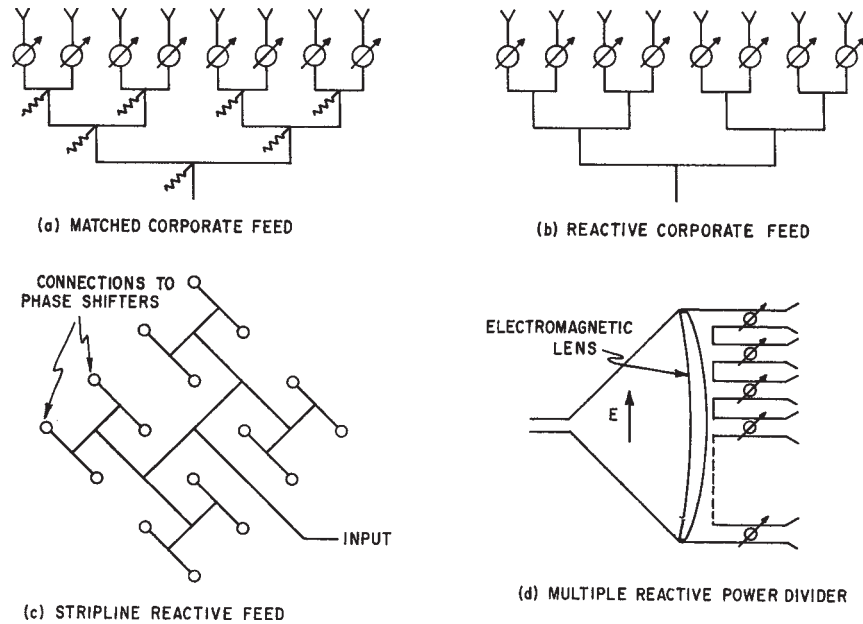 (a) MATCHED CORPORATE FEED
(b) REACTIVE CORPORATE FEED
CONNECTIONS TO
PHASE SHIFTERS
INPUT
(c) STRIPLINE REACTIVE FEED
ELECTROMAGNETIC
LENS
E
(d) MULTIPLE REACTIVE POWER DIVIDER